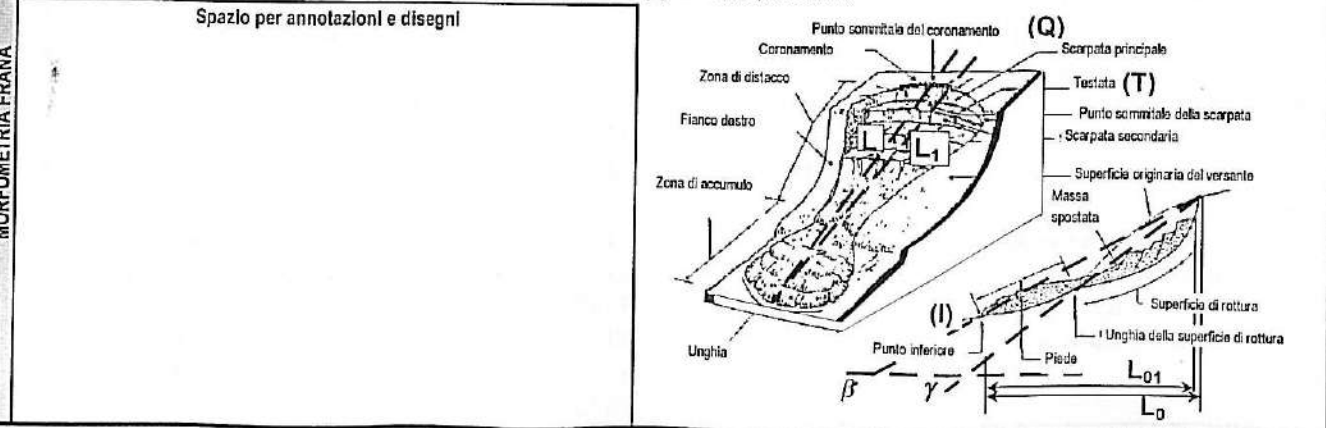 MORFOMETRIA FRANA
Spazio per annotazioni e disegni
Punto sommitale del coronamento
(Q)
Coronamento
Scarpata principale
Zona di distacco
Testata (T)
Punto sommitale della scarpata
Fianco destro
Scarpata secondaria
L
L1
Superficie originaria del versante
Zona di accumulo
Massa
spostata
Superficie di rottura
(I)
Unghia della superficie di rottura
Unghia
Punto inferiore
Piede
β
γ
L01
L0